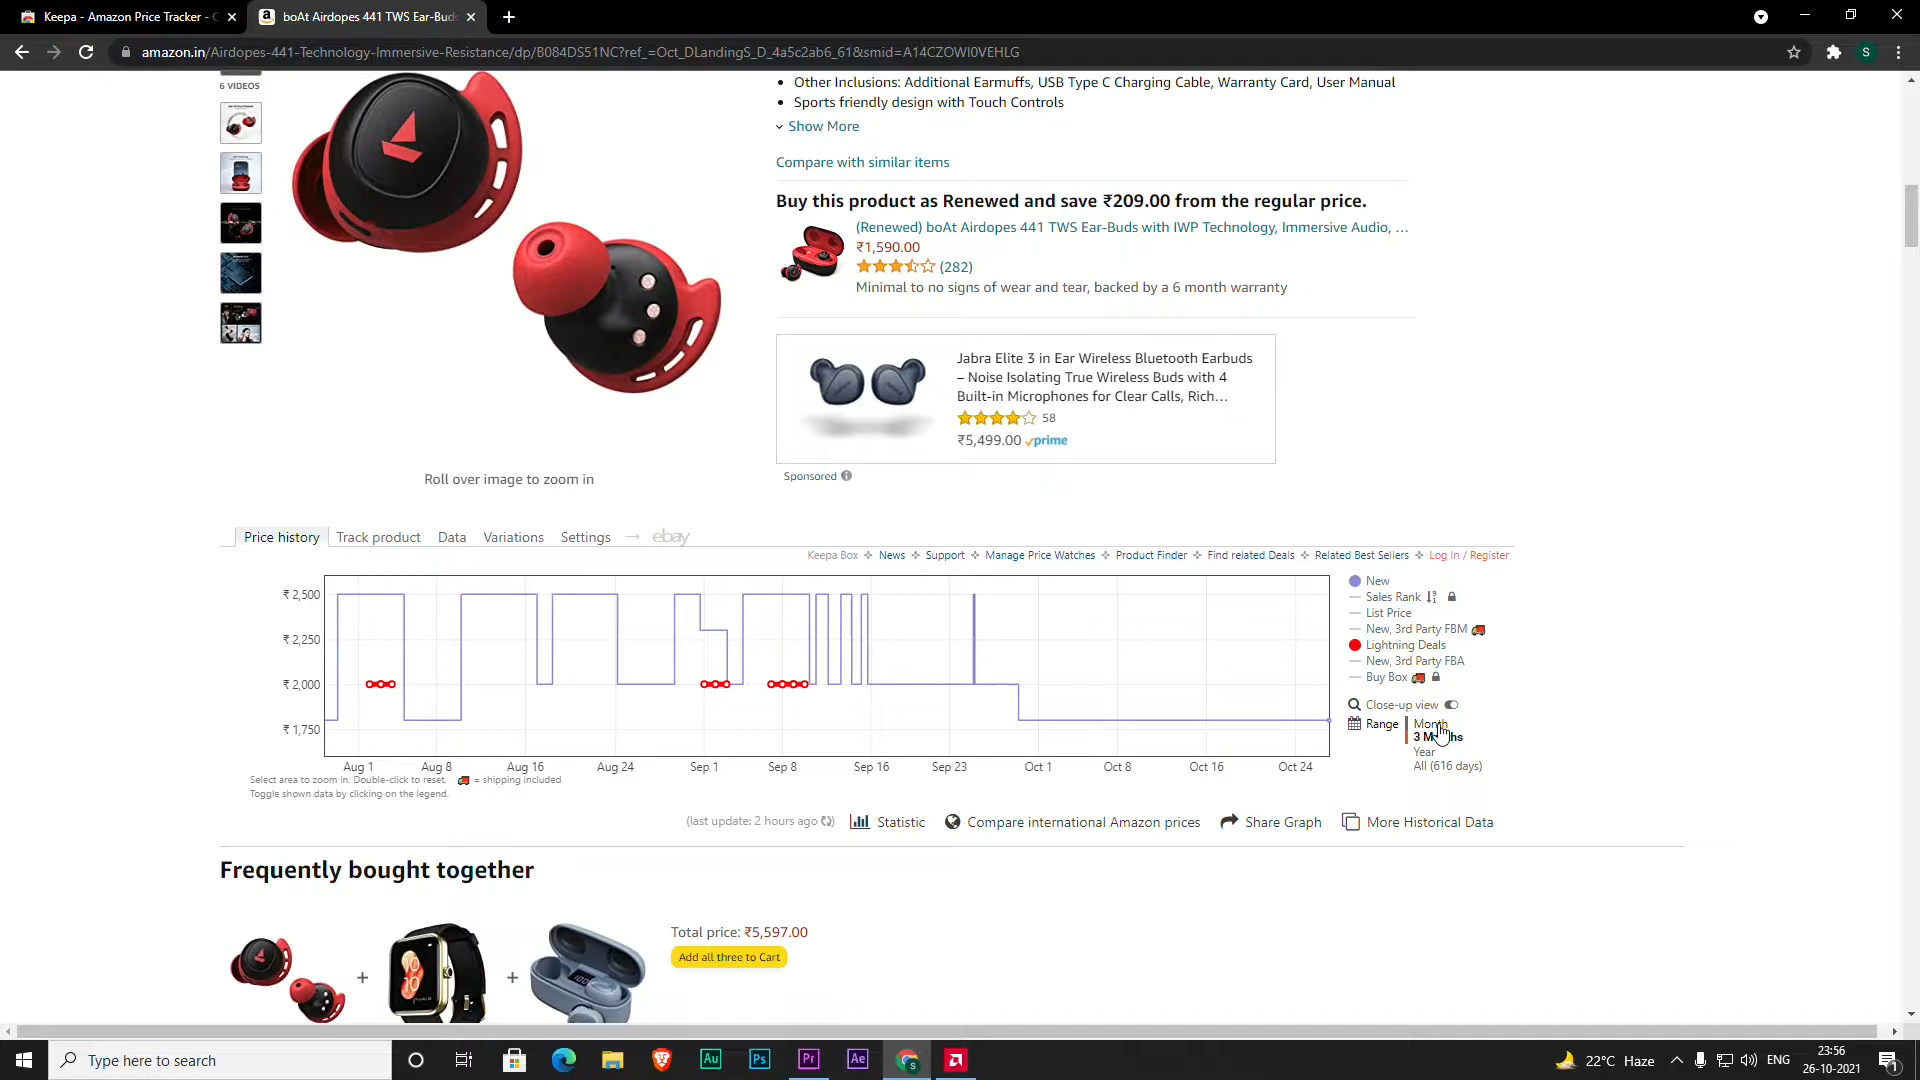 Keepa - Amazon Price Tracker - C
boAt Airdopes 441 TWS Ear-Buds
amazon.in/Airdopes-441-Technology-Immersive-Resistance/dp/B084DS51NC?ref_=Oct_DLandingS_D_4a5c2ab6_61&smid=A14CZOWI0VEHLG
S
6 VIDEOS
Other Inclusions: Additional Earmuffs, USB Type C Charging Cable, Warranty Card, User Manual
Sports friendly design with Touch Controls
Show More
Compare with similar items
Buy this product as Renewed and save ₹209.00 from the regular price.
(Renewed) boAt Airdopes 441 TWS Ear-Buds with IWP Technology, Immersive Audio, …
₹1,590.00
(282)
Minimal to no signs of wear and tear, backed by a 6 month warranty
Jabra Elite 3 in Ear Wireless Bluetooth Earbuds
– Noise Isolating True Wireless Buds with 4
Built-in Microphones for Clear Calls, Rich…
58
₹5,499.00 prime
Sponsored
Roll over image to zoom in
Price history Track product Data Variations Settings → ebay
Keepa Box News Support Manage Price Watches Product Finder Find related Deals Related Best Sellers Log In / Register
₹ 2,500
₹ 2,250
₹ 2,000
₹ 1,750
Aug 1 Aug 8 Aug 16 Aug 24 Sep 1 Sep 8 Sep 16 Sep 23 Oct 1 Oct 8 Oct 16 Oct 24
New
Sales Rank
List Price
New, 3rd Party FBM
Lightning Deals
New, 3rd Party FBA
Buy Box
Close-up view
Range Month
3 Months
Year
All (616 days)
Select area to zoom in. Double-click to reset. = shipping included
Toggle shown data by clicking on the legend.
(last update: 2 hours ago) Statistic Compare international Amazon prices Share Graph More Historical Data
Frequently bought together
+ +
Total price: ₹5,597.00
Add all three to Cart
Type here to search
Au Ps Pr Ae
22°C Haze
ENG
23:56
26-10-2021
1